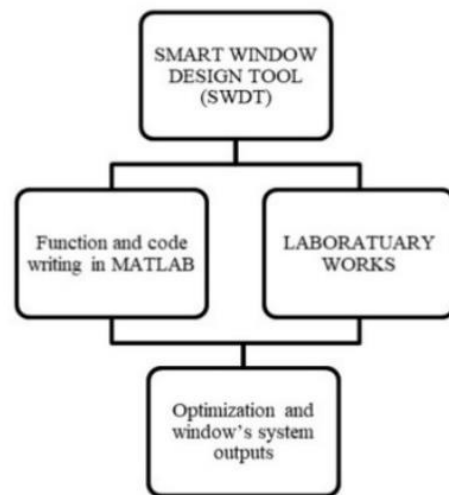 SMART WINDOW
DESIGN TOOL
(SWDT)
Function and code
writing in MATLAB
LABORATUARY
WORKS
Optimization and
window's system
outputs